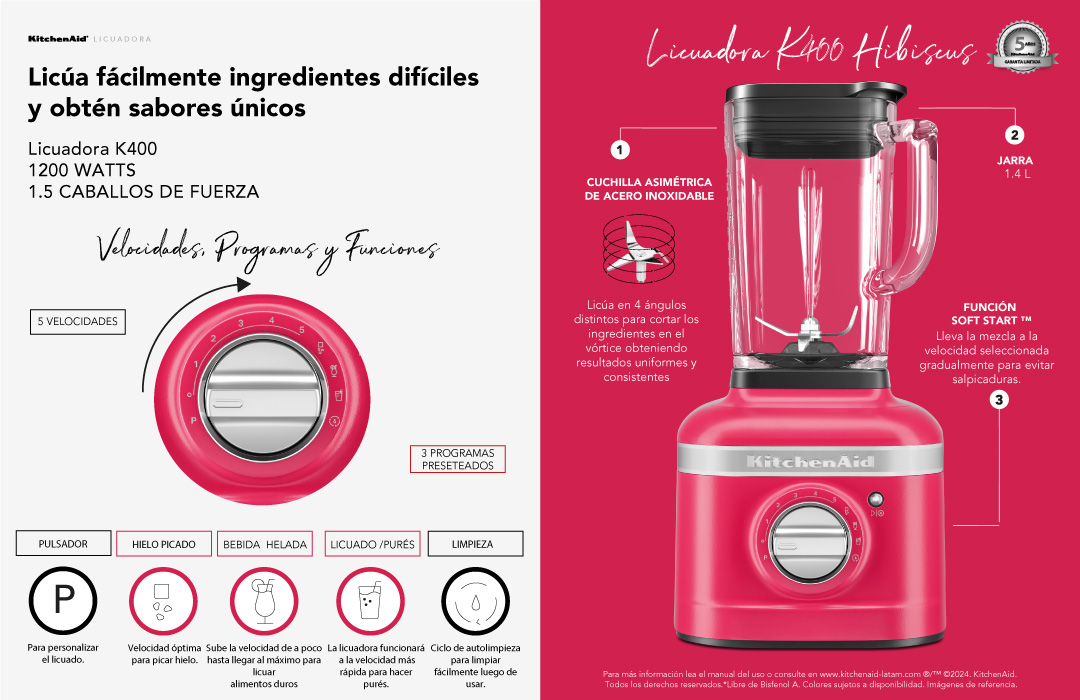 KitchenAid® LICUADORA
Licúa fácilmente ingredientes difíciles
y obtén sabores únicos
Licuadora K400
1200 WATTS
1.5 CABALLOS DE FUERZA
Velocidades, Programas y Funciones
5 VELOCIDADES
1
2
3
4
5
P
3 PROGRAMAS
PRESETEADOS
PULSADOR
P
Para personalizar
el licuado.
HIELO PICADO
Velocidad óptima
para picar hielo.
BEBIDA HELADA
Sube la velocidad de a poco
hasta llegar al máximo para
licuar
alimentos duros
LICUADO /PURÉS
La licuadora funcionará
a la velocidad más
rápida para hacer
purés.
LIMPIEZA
Ciclo de autolimpieza
para limpiar
fácilmente luego de
usar.
Licuadora K400 Hibiscus
5 AÑOS
KitchenAid
GARANTÍA LIMITADA
1
CUCHILLA ASIMÉTRICA
DE ACERO INOXIDABLE
Licúa en 4 ángulos
distintos para cortar los
ingredientes en el
vórtice obteniendo
resultados uniformes y
consistentes
2
JARRA
1.4 L
FUNCIÓN
SOFT START ™
Lleva la mezcla a la
velocidad seleccionada
gradualmente para evitar
salpicaduras.
3
KitchenAid
1
2
3
4
5
P
Para más información lea el manual del uso o consulte en www.kitchenaid-latam.com ®/™ ©2024. KitchenAid.
Todos los derechos reservados.*Libre de Bisfenol A. Colores sujetos a disponibilidad. Imágenes de referencia.